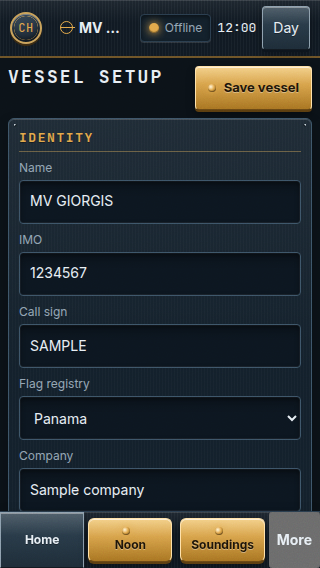 CH
MV ...
Offline
12:00
Day
VESSEL SETUP
Save vessel
IDENTITY
Name
MV GIORGIS
IMO
1234567
Call sign
SAMPLE
Flag registry
Panama
Company
Sample company
Home
Noon
Soundings
More